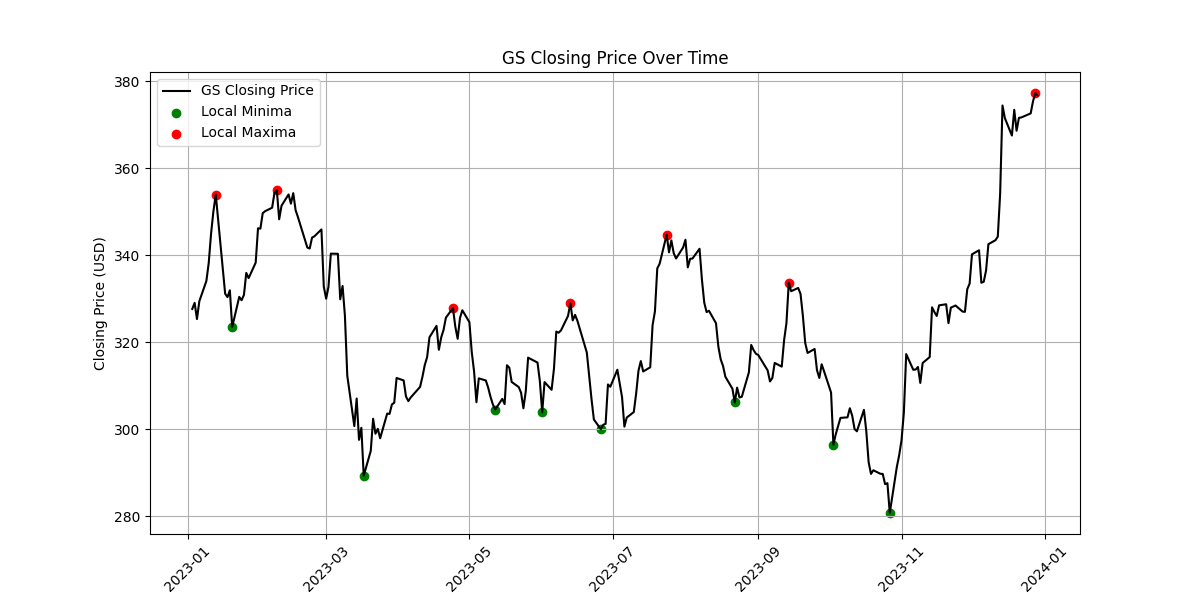 GS Closing Price Over Time
GS Closing Price
Local Minima
Local Maxima
Closing Price (USD)
380
360
340
320
300
280
2023-01
2023-03
2023-05
2023-07
2023-09
2023-11
2024-01